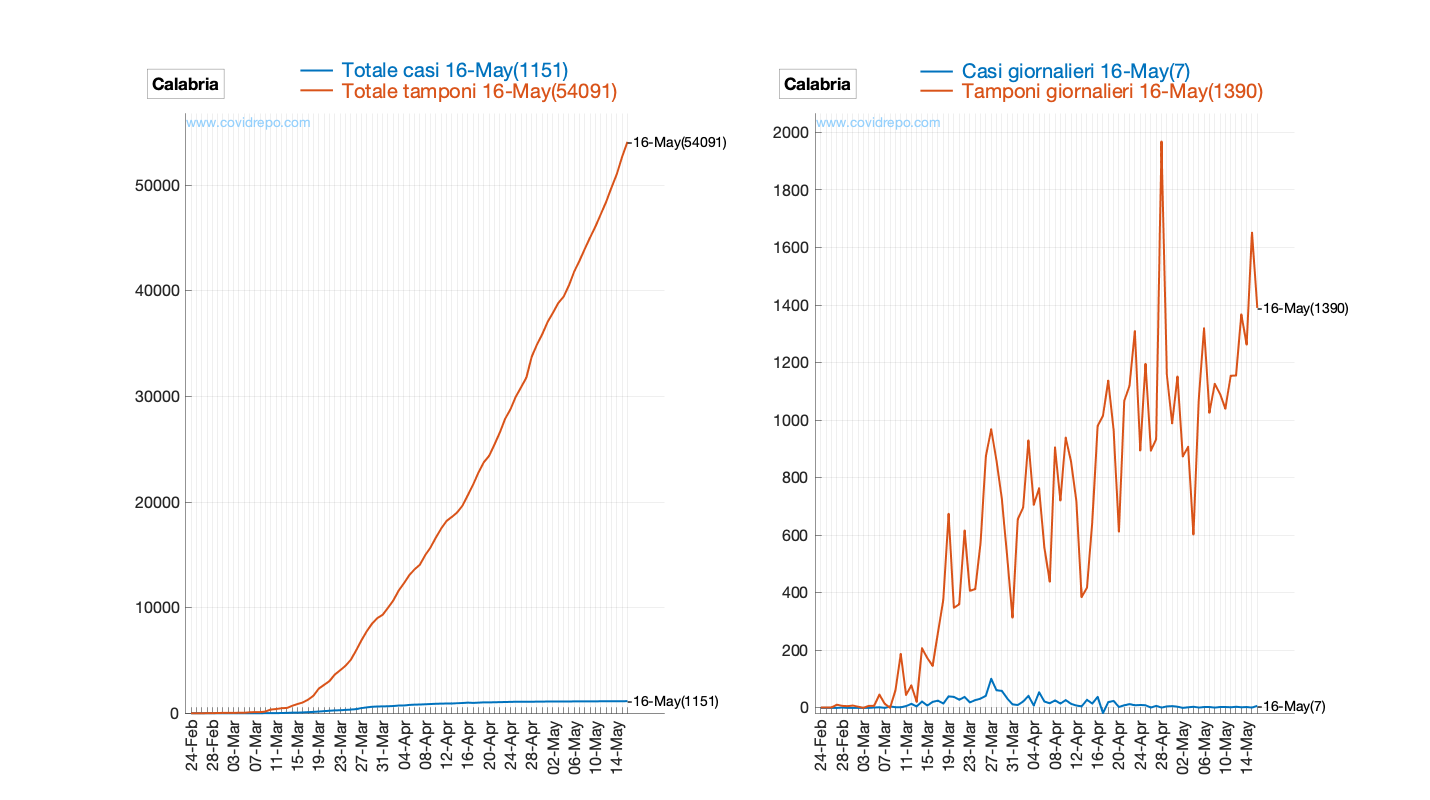 Calabria
Totale casi 16-May(1151)
Totale tamponi 16-May(54091)
www.covidrepo.com
16-May(54091)
50000
40000
30000
20000
10000
0
16-May(1151)
24-Feb
28-Feb
03-Mar
07-Mar
11-Mar
15-Mar
19-Mar
23-Mar
27-Mar
31-Mar
04-Apr
08-Apr
12-Apr
16-Apr
20-Apr
24-Apr
28-Apr
02-May
06-May
10-May
14-May
Calabria
Casi giornalieri 16-May(7)
Tamponi giornalieri 16-May(1390)
www.covidrepo.com
2000
1800
1600
1400
16-May(1390)
1200
1000
800
600
400
200
0
16-May(7)
24-Feb
28-Feb
03-Mar
07-Mar
11-Mar
15-Mar
19-Mar
23-Mar
27-Mar
31-Mar
04-Apr
08-Apr
12-Apr
16-Apr
20-Apr
24-Apr
28-Apr
02-May
06-May
10-May
14-May